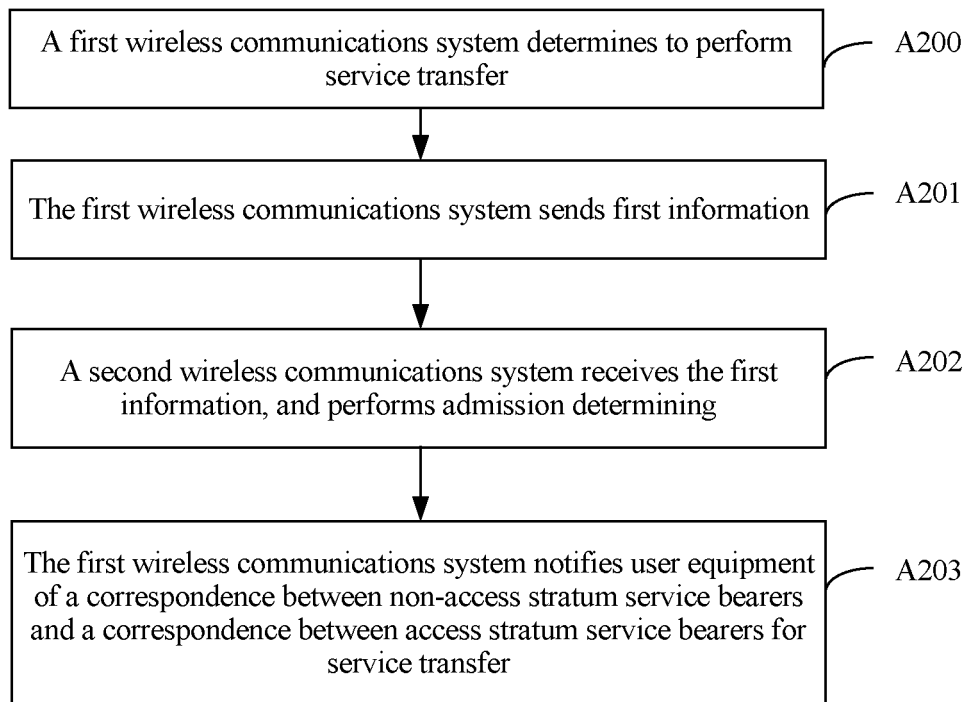 A first wireless communications system determines to perform
service transfer
A200
The first wireless communications system sends first information
A201
A second wireless communications system receives the first
information, and performs admission determining
A202
The first wireless communications system notifies user equipment
of a correspondence between non-access stratum service bearers
and a correspondence between access stratum service bearers for
service transfer
A203